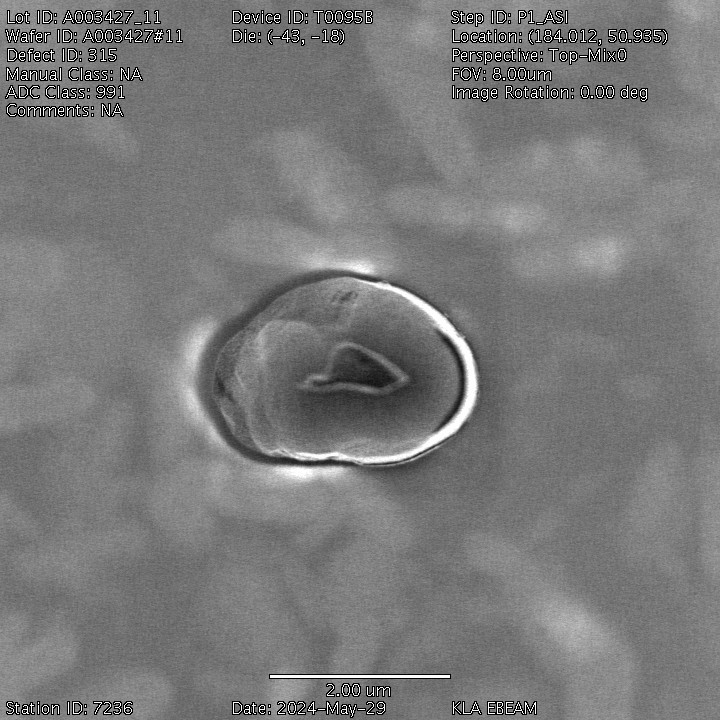 Lot ID: A003427_11
Wafer ID: A003427#11
Defect ID: 315
Manual Class: NA
ADC Class: 991
Comments: NA
Device ID: T0095B
Die: (-43, -18)
Step ID: P1_ASI
Location: (184.012, 50.935)
Perspective: Top-Mix0
FOV: 8.00um
Image Rotation: 0.00 deg
2.00 um
Station ID: 7236
Date: 2024-May-29
KLA EBEAM